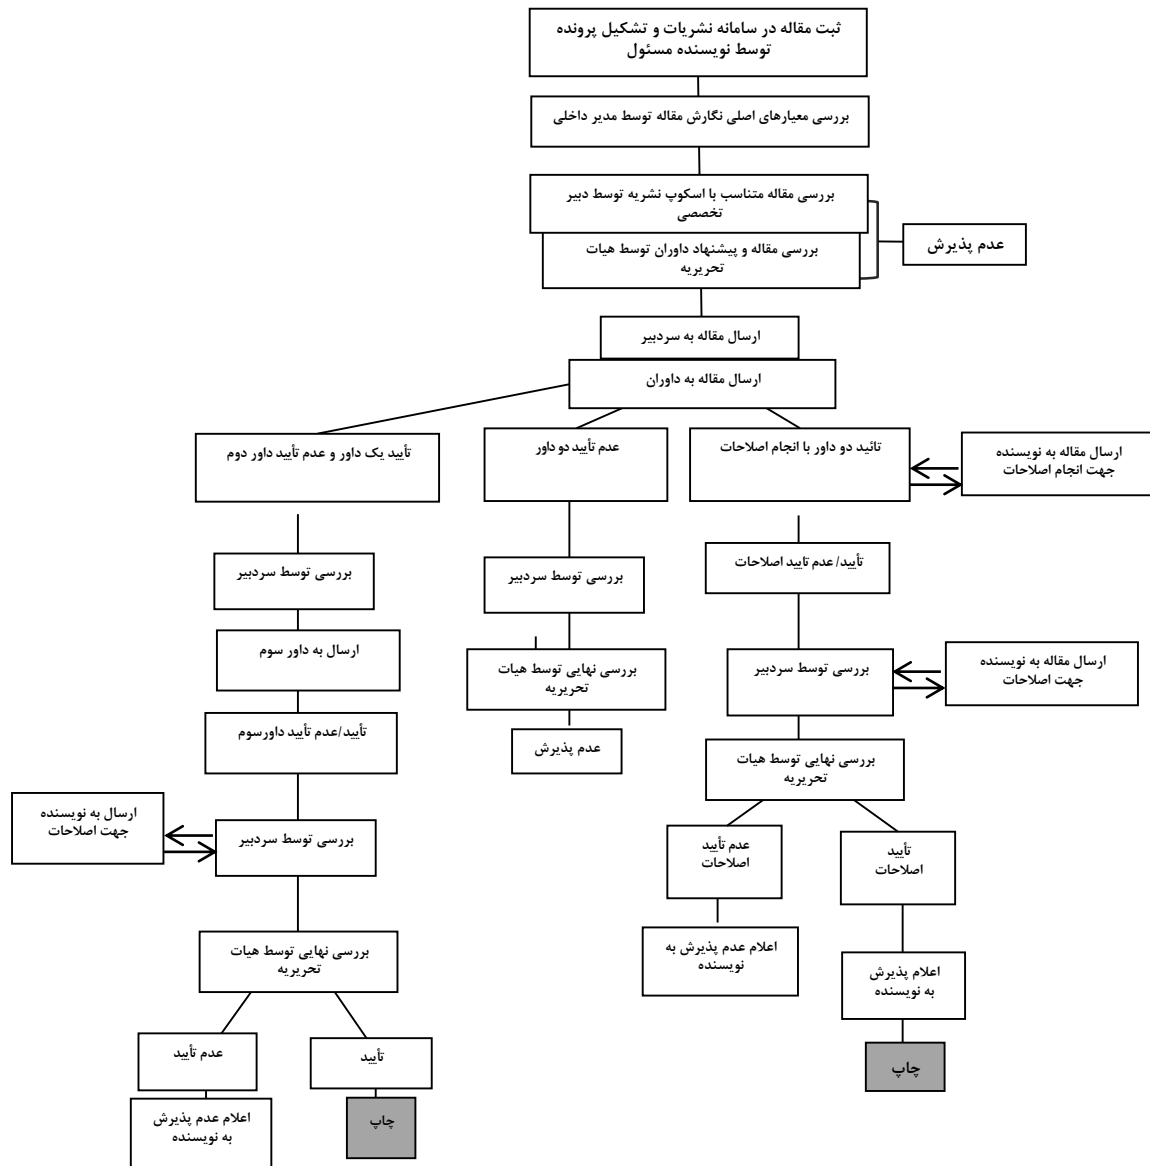 ثبت مقاله در سامانه نشریات و تشکیل پرونده
توسط نویسنده مسئول
بررسی معیارهای اصلی نگارش مقاله توسط مدیر داخلی
بررسی مقاله متناسب با اسکوپ نشریه توسط دبیر
تخصصی
بررسی مقاله و پیشنهاد داوران توسط هیات
تحریریه
عدم پذیرش
ارسال مقاله به سردبیر
ارسال مقاله به داوران
تائید دو داور با انجام اصلاحات
ارسال مقاله به نویسنده
جهت انجام اصلاحات
تأیید/عدم تایید اصلاحات
بررسی توسط سردبیر
ارسال مقاله به نویسنده
جهت اصلاحات
بررسی نهایی توسط هیات
تحریریه
تأیید
اصلاحات
اعلام پذیرش
به نویسنده
چاپ
عدم تأیید
اصلاحات
اعلام عدم پذیرش به
نویسنده
عدم تأیید دو داور
بررسی توسط سردبیر
بررسی نهایی توسط هیات
تحریریه
عدم پذیرش
تأیید یک داور و عدم تأیید داور دوم
بررسی توسط سردبیر
ارسال به داور سوم
تأیید/عدم تأیید داورسوم
بررسی توسط سردبیر
ارسال به نویسنده
جهت اصلاحات
بررسی نهایی توسط هیات
تحریریه
تأیید
چاپ
عدم تأیید
اعلام عدم پذیرش
به نویسنده